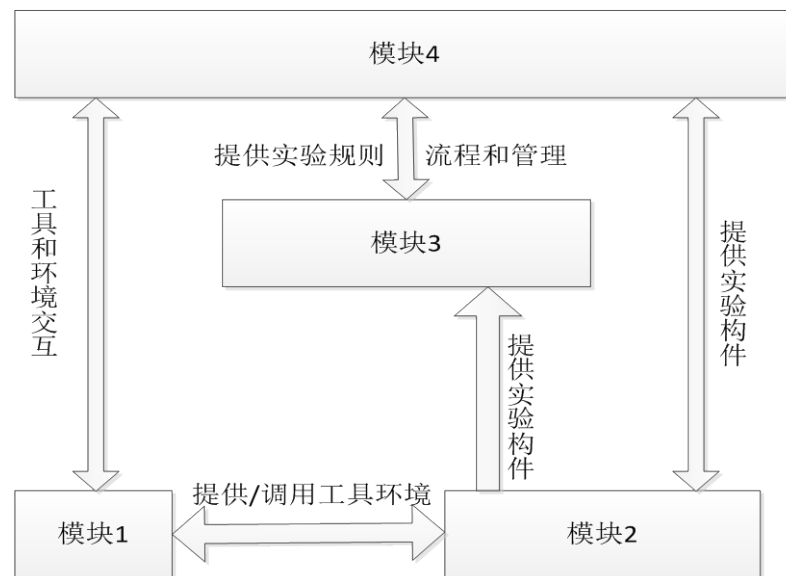 模块4
提供实验规则 流程和管理
工具和环境交互
模块3
提供实验构件
提供实验构件
提供/调用工具环境
模块1
模块2